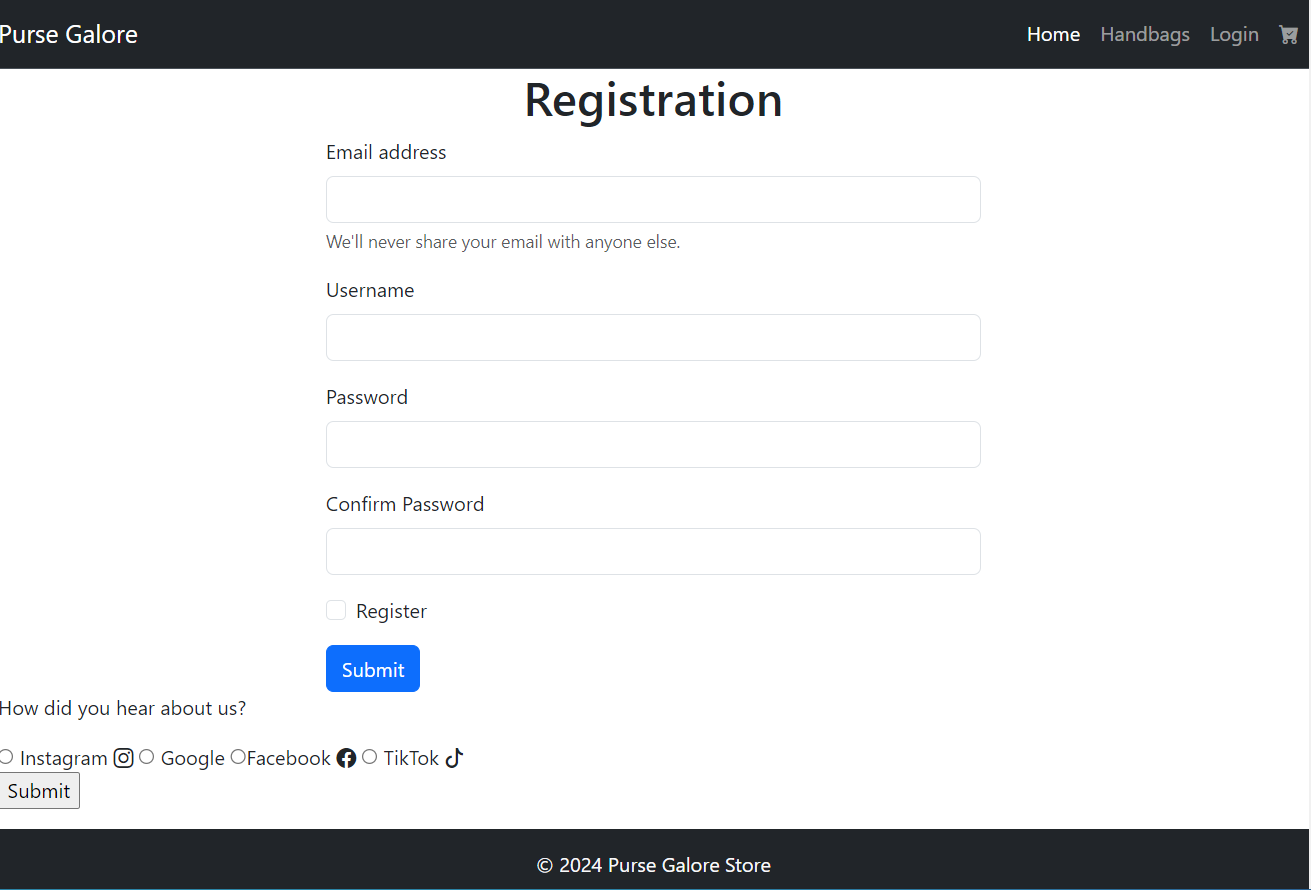 Purse Galore Home Handbags Login
Registration
Email address
We'll never share your email with anyone else.
Username
Password
Confirm Password
Register
Submit
How did you hear about us?
Instagram Google Facebook TikTok
Submit
© 2024 Purse Galore Store